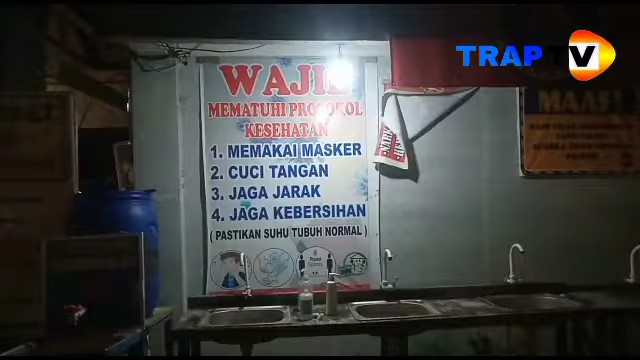 TRAP TV
WAJIB
MEMATUHI PROTOKOL
KESEHATAN
1. MEMAKAI MASKER
2. CUCI TANGAN
3. JAGA JARAK
4. JAGA KEBERSIHAN
( PASTIKAN SUHU TUBUH NORMAL )
MAAF